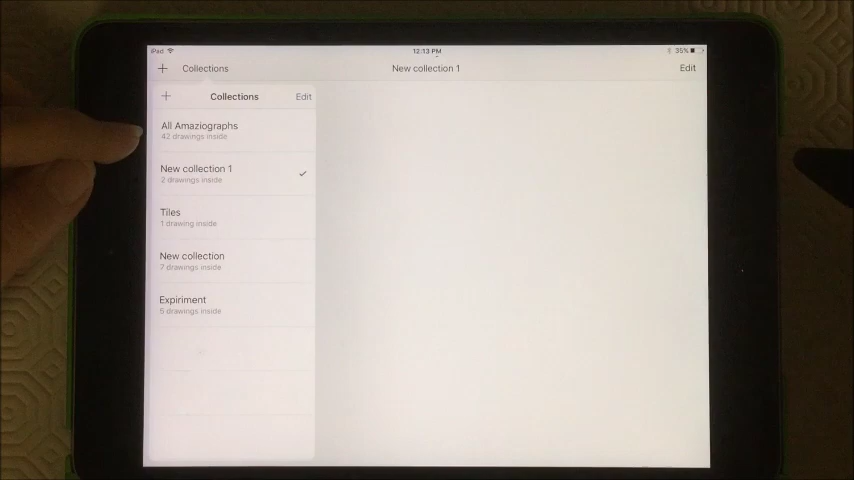 iPad
12:13 PM
35%
+ Collections
New collection 1
Edit
+ Collections Edit
All Amaziographs
42 drawings inside
New collection 1
2 drawings inside
Tiles
1 drawing inside
New collection
7 drawings inside
Expiriment
5 drawings inside